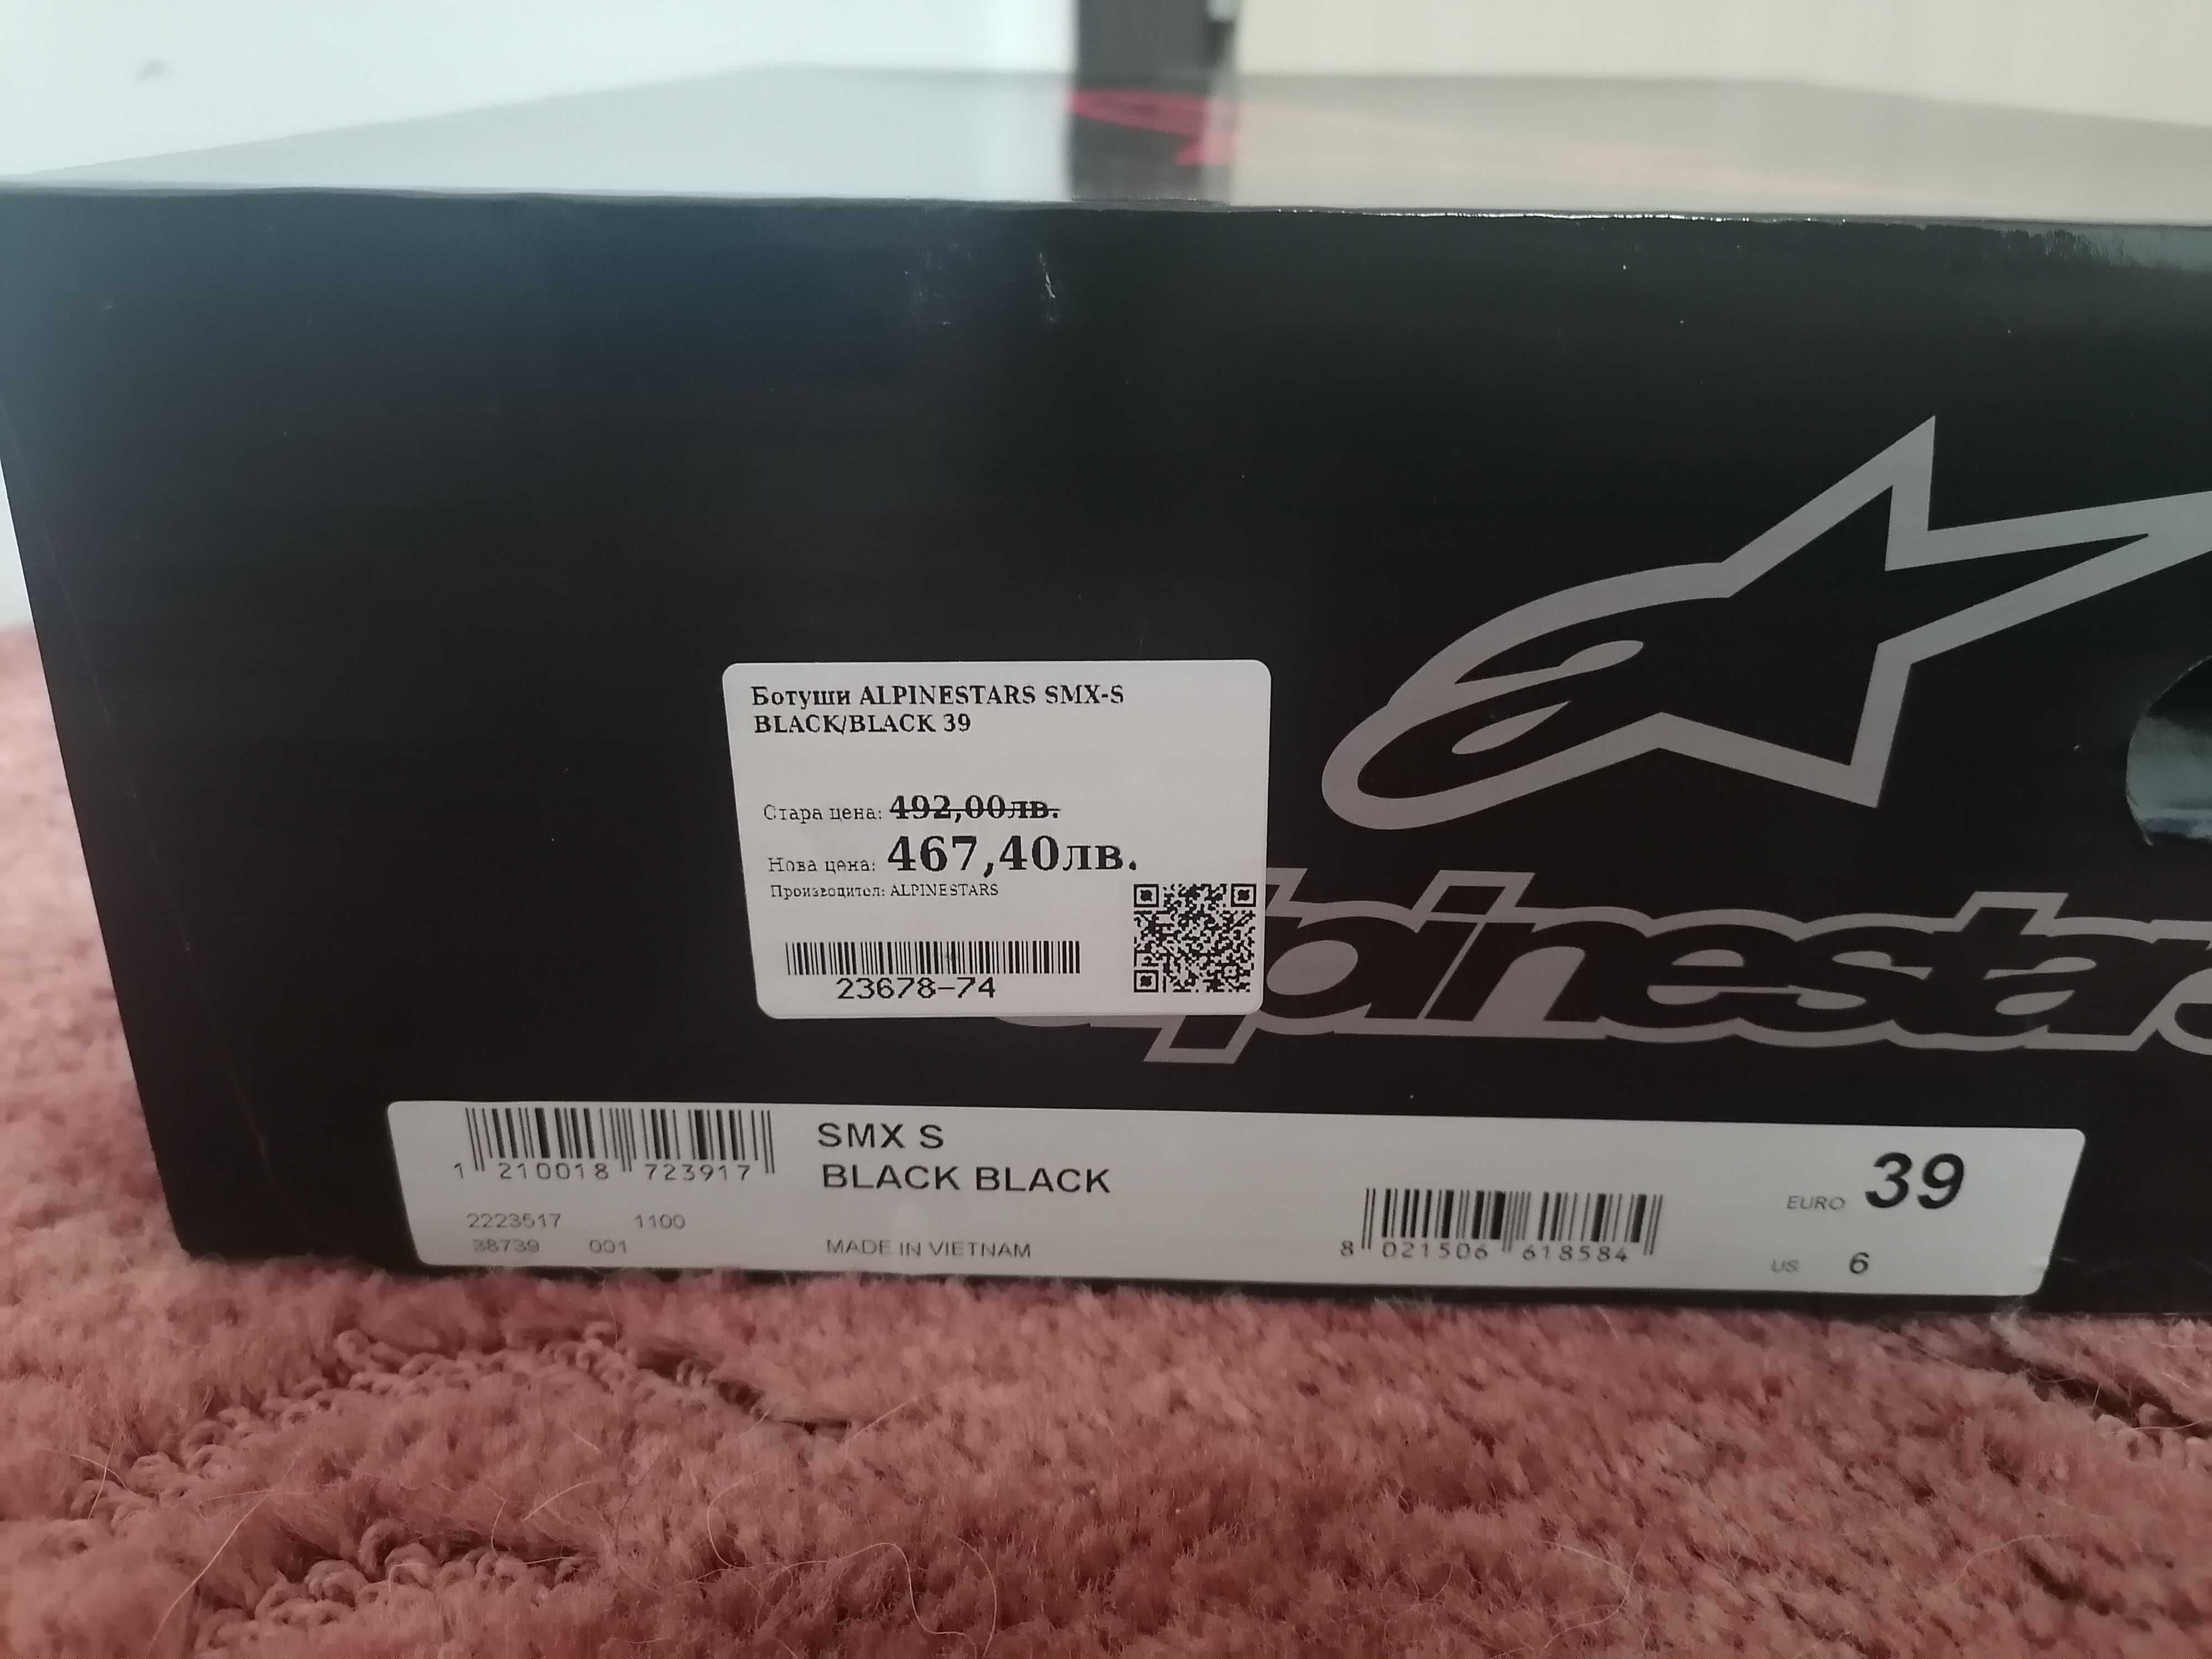 Ботуши ALPINESTARS SMX-S
BLACK/BLACK 39
Стара цена: 492,00лв.
Нова цена: 467,40лв.
Производител: ALPINESTARS
23678-74
alpinestars
1 210018 723917
2223517 1100
38739 001
SMX S
BLACK BLACK
MADE IN VIETNAM
8 021506 618584
EURO 39
US 6